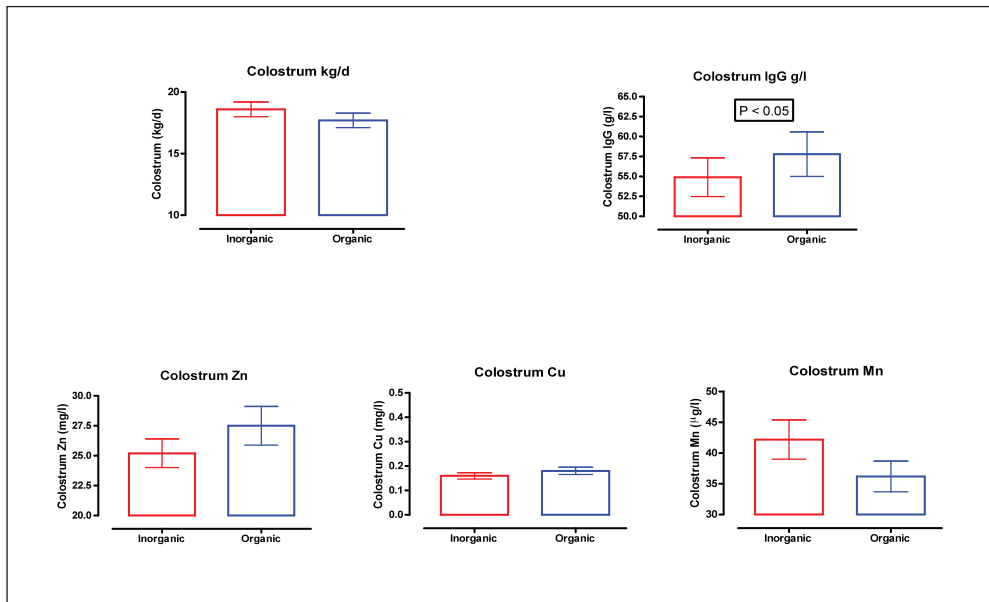 Colostrum kg/d
Colostrum (kg/d)
20
15
10
Inorganic
Organic
Colostrum IgG g/l
Colostrum IgG (g/l)
65.0
62.5
60.0
57.5
55.0
52.5
50.0
P < 0.05
Inorganic
Organic
Colostrum Zn
Colostrum Zn (mg/l)
30.0
27.5
25.0
22.5
20.0
Inorganic
Organic
Colostrum Cu
Colostrum Cu (mg/l)
0.5
0.4
0.3
0.2
0.1
0.0
Inorganic
Organic
Colostrum Mn
Colostrum Mn (µg/l)
50
45
40
35
30
Inorganic
Organic